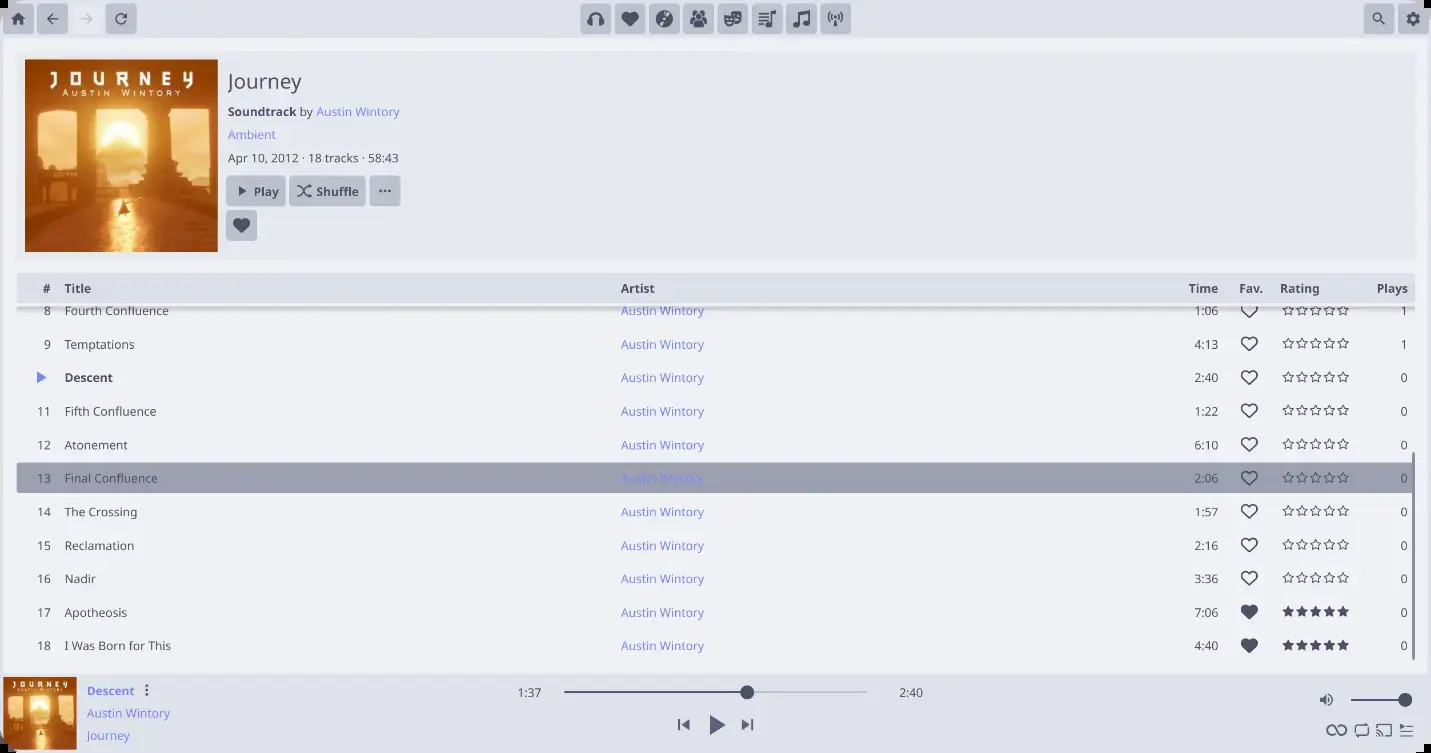 JOURNEY
AUSTIN WINTORY
Journey
Soundtrack by Austin Wintory
Ambient
Apr 10, 2012 · 18 tracks · 58:43
Play Shuffle
# Title Artist Time Fav. Rating Plays
8 Fourth Confluence Austin Wintory 1:06 1
9 Temptations Austin Wintory 4:13 1
Descent Austin Wintory 2:40 0
11 Fifth Confluence Austin Wintory 1:22 0
12 Atonement Austin Wintory 6:10 0
13 Final Confluence Austin Wintory 2:06 0
14 The Crossing Austin Wintory 1:57 0
15 Reclamation Austin Wintory 2:16 0
16 Nadir Austin Wintory 3:36 0
17 Apotheosis Austin Wintory 7:06 0
18 I Was Born for This Austin Wintory 4:40 0
JOURNEY
AUSTIN WINTORY
Descent
Austin Wintory
Journey
1:37 2:40